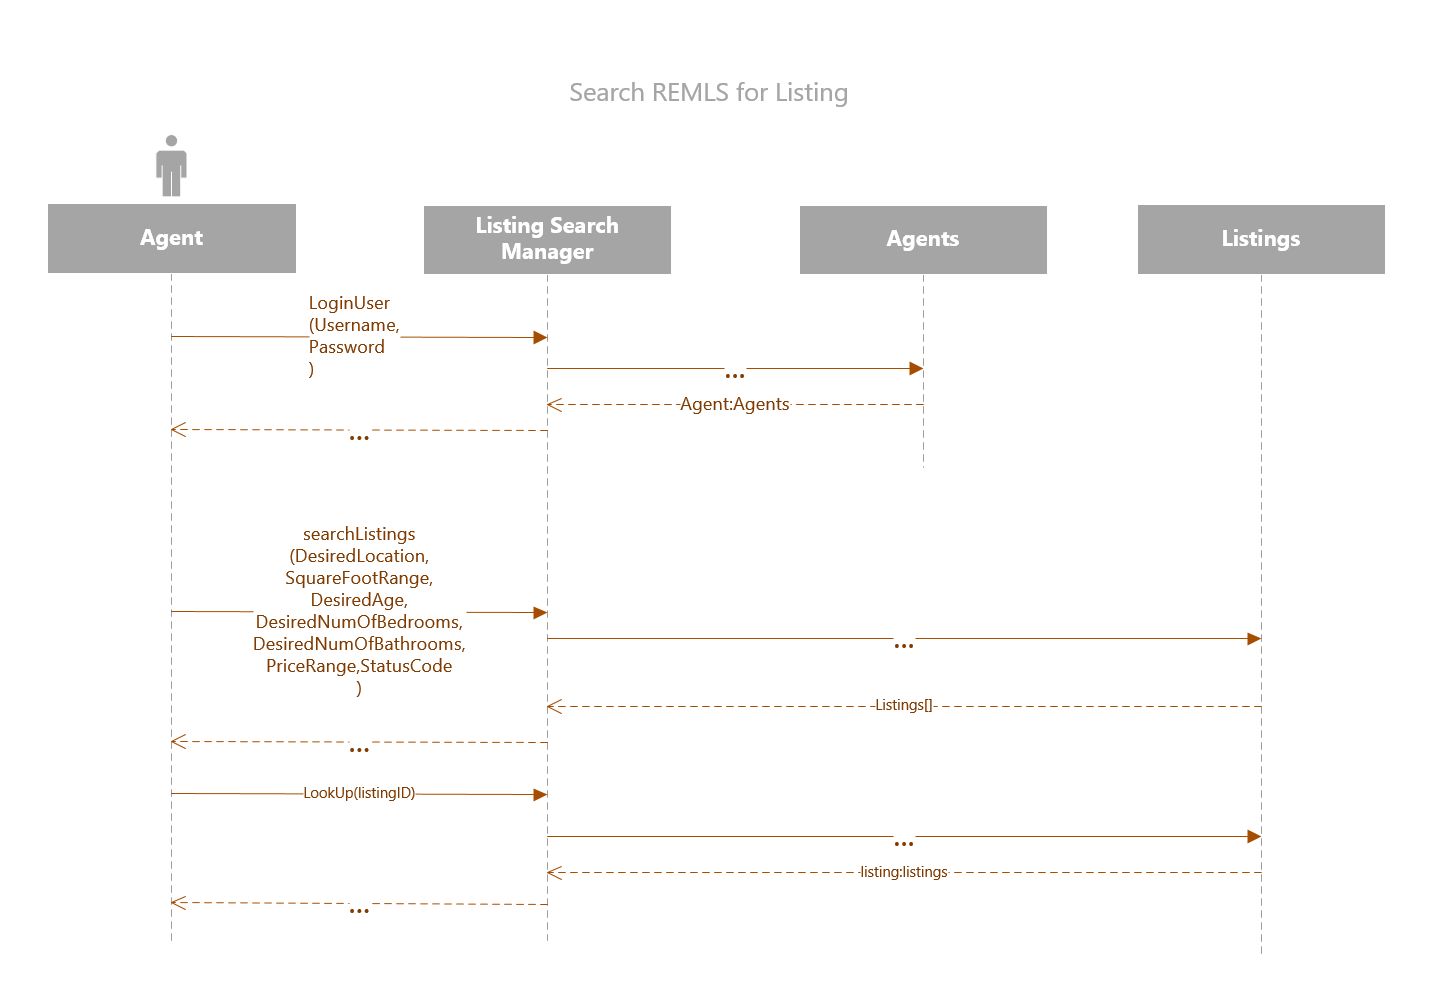 Search REMLS for Listing
Agent
Listing Search
Manager
Agents
Listings
LoginUser
(Username,
Password
)
...
Agent:Agents
...
searchListings
(DesiredLocation,
SquareFootRange,
DesiredAge,
DesiredNumOfBedrooms,
DesiredNumOfBathrooms,
PriceRange,StatusCode
)
...
Listings[]
...
LookUp(listingID)
...
listing:listings
...